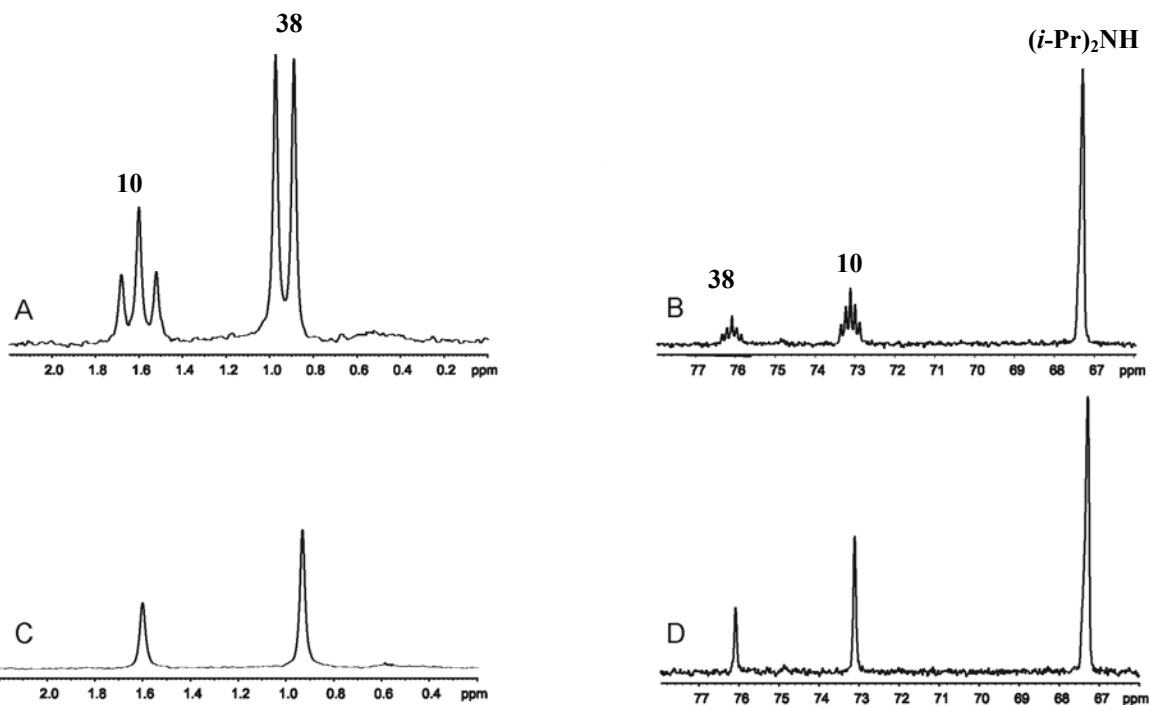 38
10
A
2.0 1.8 1.6 1.4 1.2 1.0 0.8 0.6 0.4 0.2 ppm
(i-Pr)₂NH
38
10
B
77 76 75 74 73 72 71 70 69 68 67 ppm
C
2.0 1.8 1.6 1.4 1.2 1.0 0.8 0.6 0.4 ppm
D
77 76 75 74 73 72 71 70 69 68 67 ppm